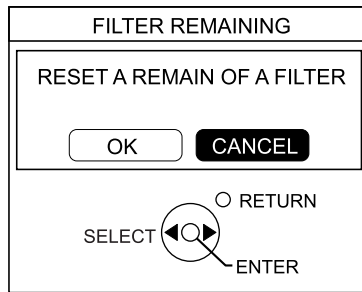 FILTER REMAINING
RESET A REMAIN OF A FILTER
OK CANCEL
RETURN
SELECT
ENTER